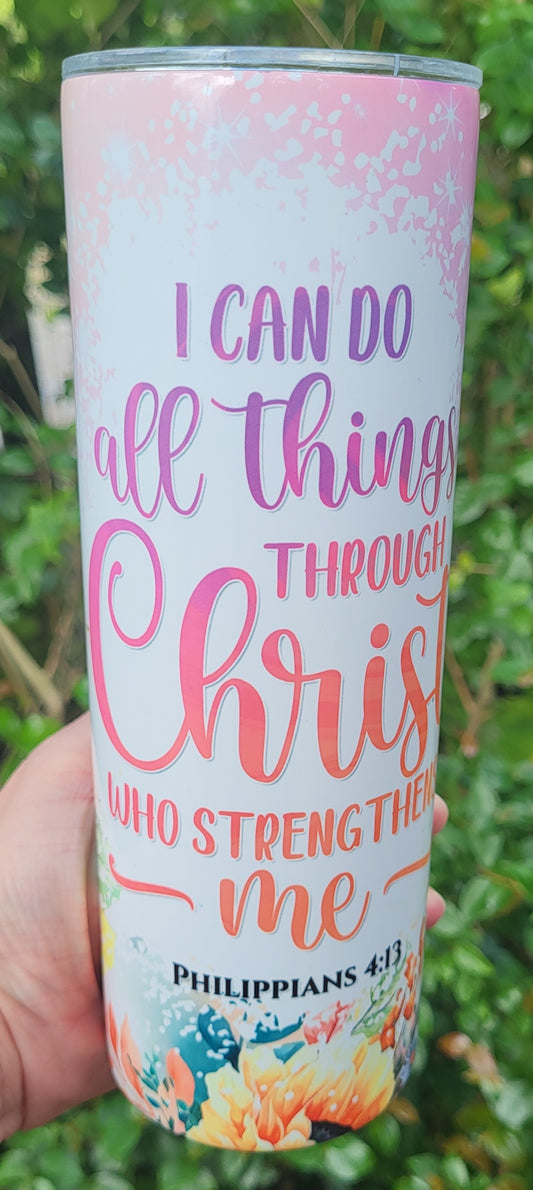 I CAN DO
all things
THROUGH
Christ
WHO STRENGTHENS
me
PHILIPPIANS 4:13